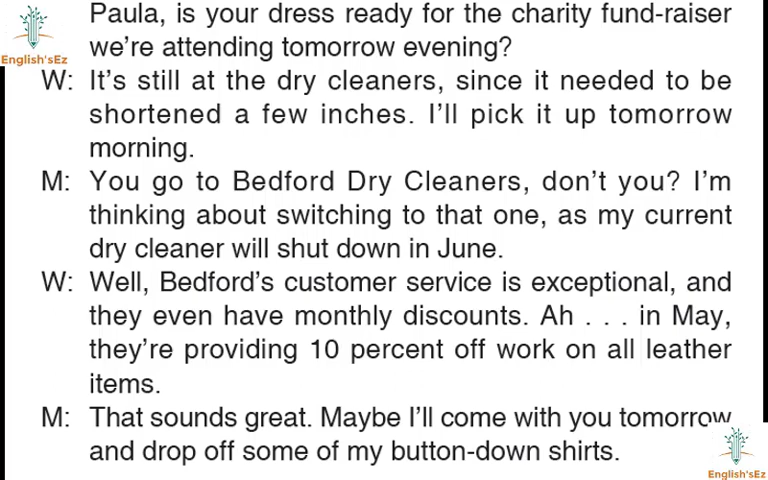 Paula, is your dress ready for the charity fund-raiser
we're attending tomorrow evening?
English'sEz
W: It's still at the dry cleaners, since it needed to be
shortened a few inches. I'll pick it up tomorrow
morning.
M: You go to Bedford Dry Cleaners, don't you? I'm
thinking about switching to that one, as my current
dry cleaner will shut down in June.
W: Well, Bedford's customer service is exceptional, and
they even have monthly discounts. Ah . . . in May,
they're providing 10 percent off work on all leather
items.
M: That sounds great. Maybe I'll come with you tomorrow
and drop off some of my button-down shirts.
English'sEz